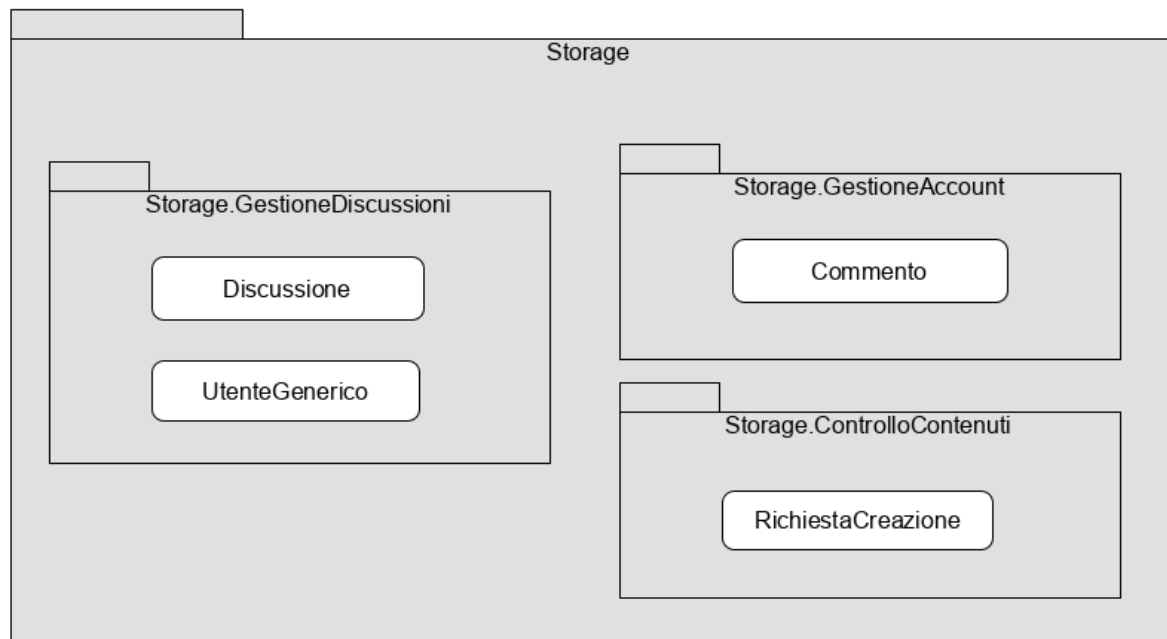 Storage
Storage.GestioneDiscussioni
Discussione
UtenteGenerico
Storage.GestioneAccount
Commento
Storage.ControlloContenuti
RichiestaCreazione